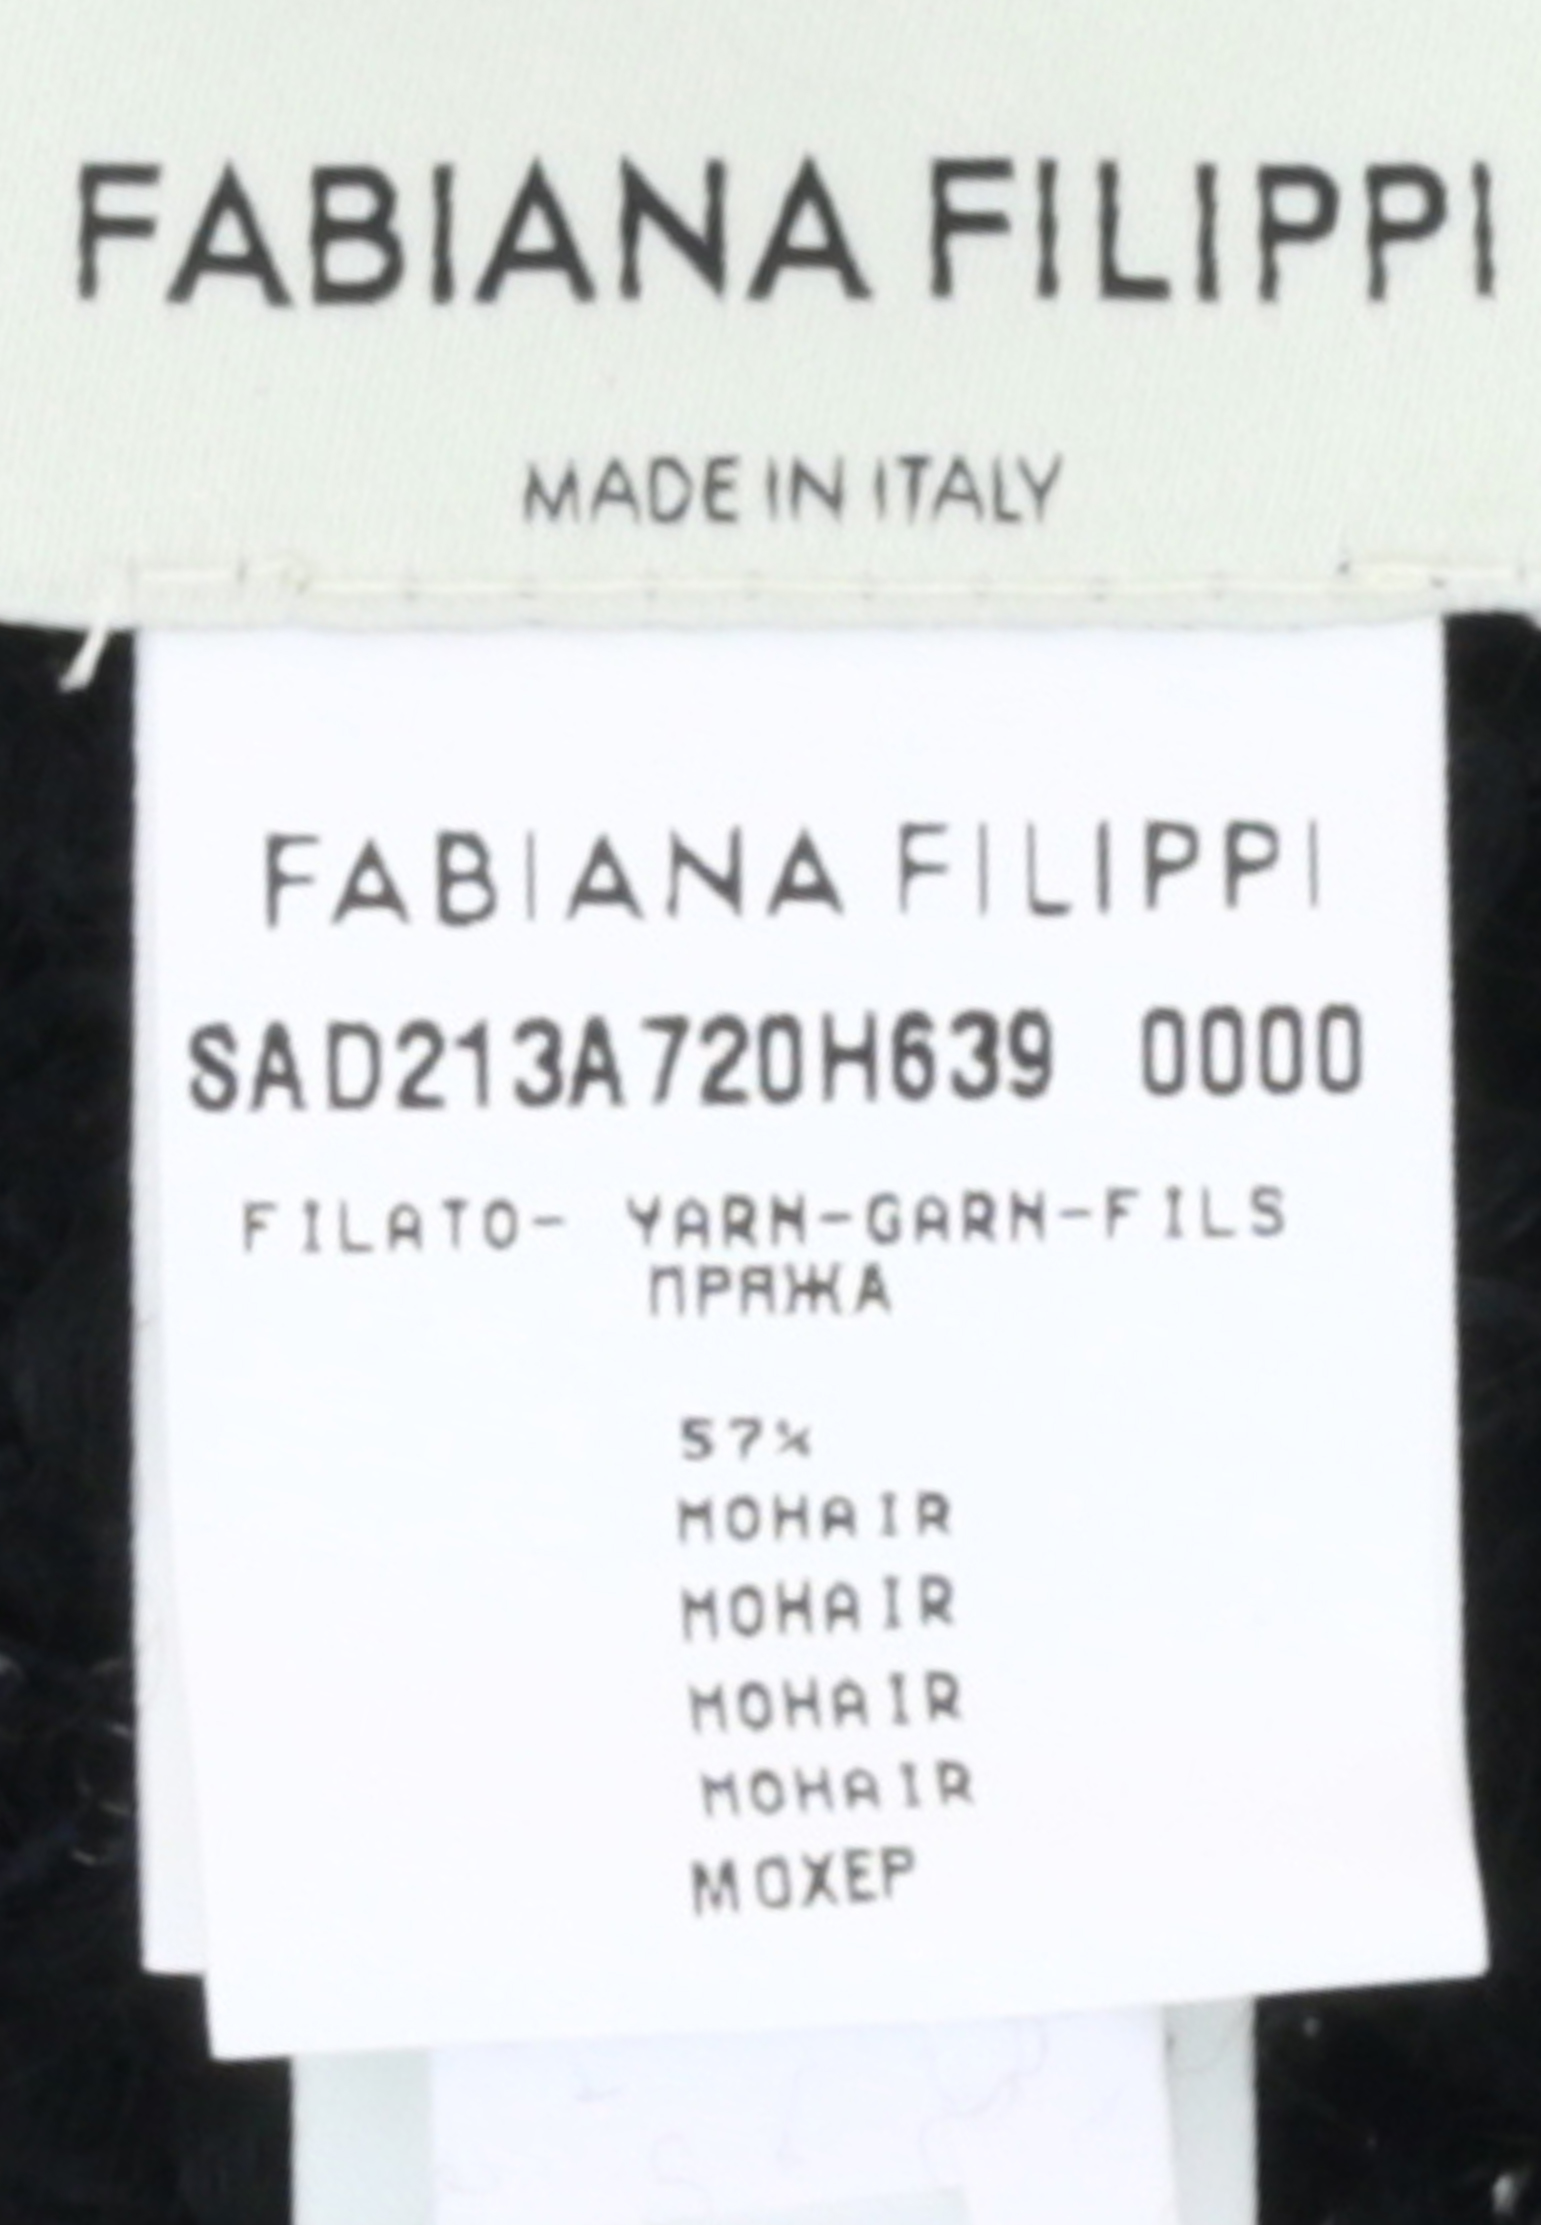 FABIANA FILIPPI
MADE IN ITALY
FABIANA FILIPPI
SAD213A720H639 0000
FILATO- YARN-GARN-FILS
ПРЯЖА
57%
MOHAIR
MOHAIR
MOHAIR
MOHAIR
МОХЕР